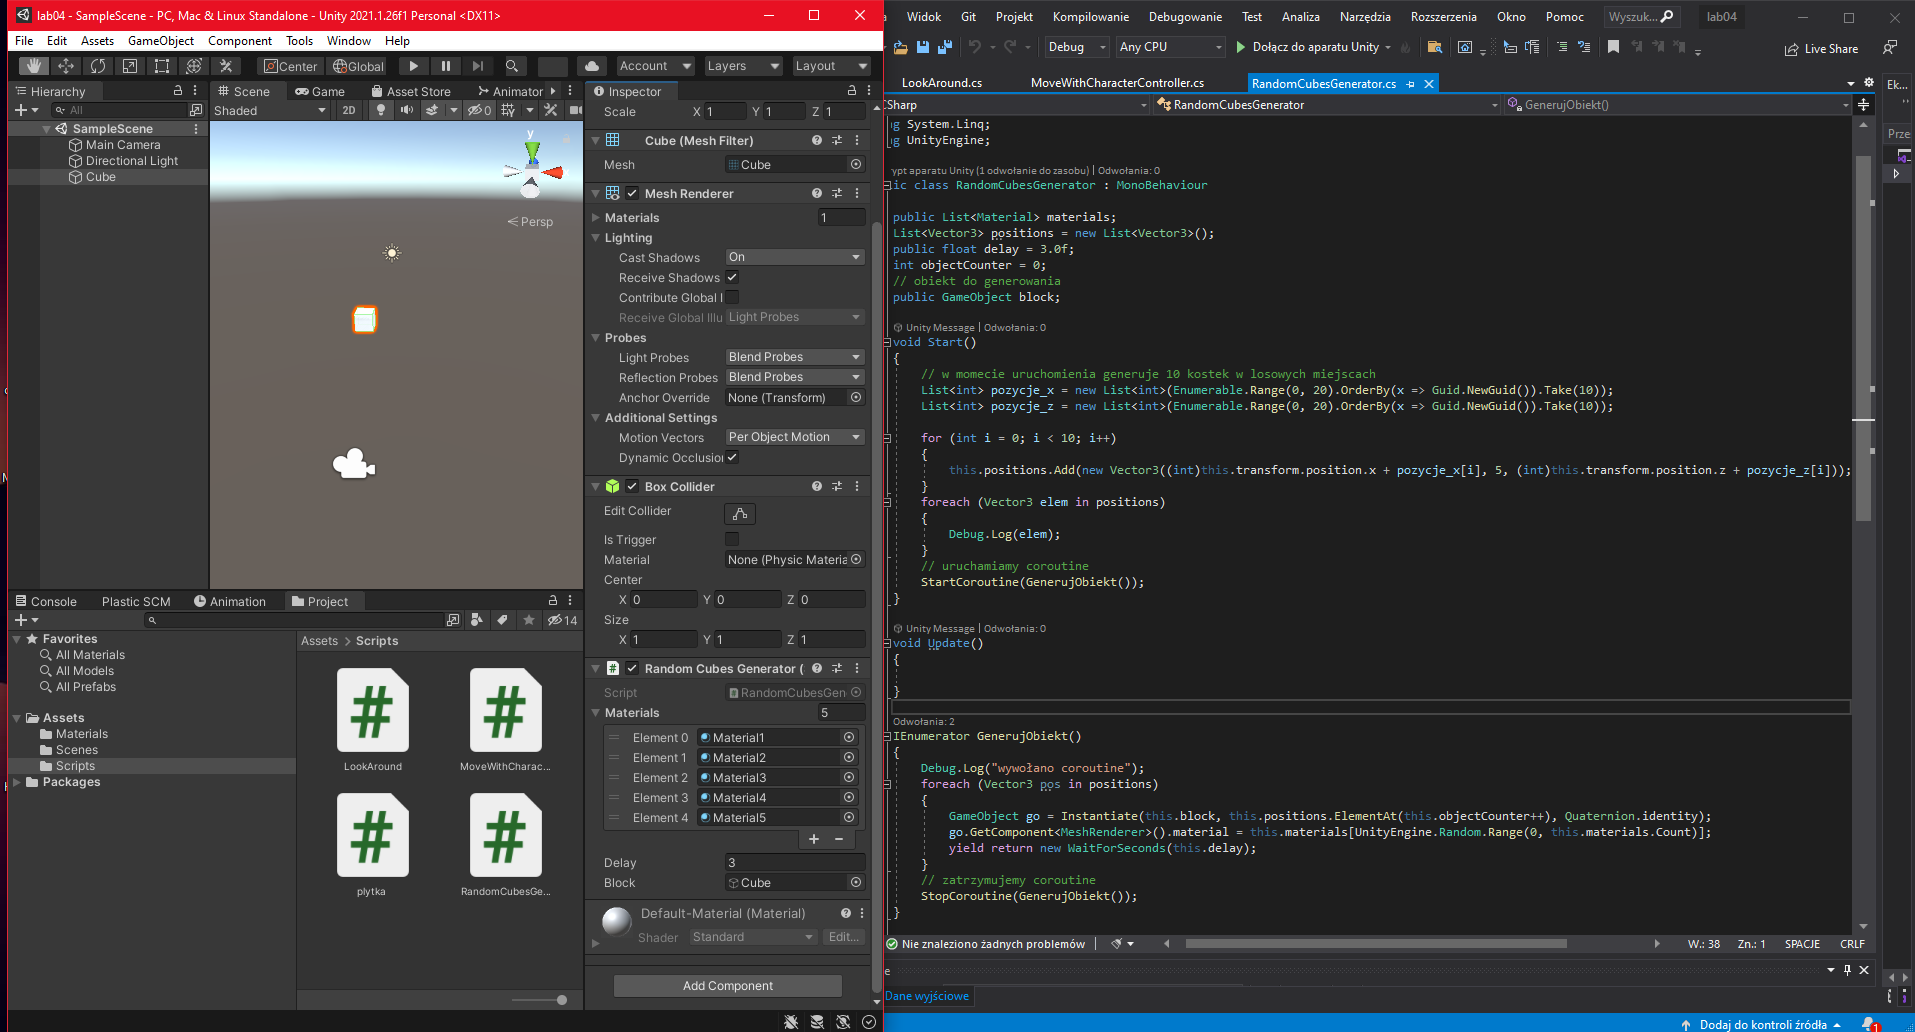 lab04 - SampleScene - PC, Mac & Linux Standalone - Unity 2021.1.26f1 Personal <DX11>
File Edit Assets GameObject Component Tools Window Help
Center Global Account Layers Layout
Hierarchy
All
SampleScene
Main Camera
Directional Light
Cube
Scene Game Asset Store Animator
Shaded 2D 0
y
Persp
Inspector
Scale X 1 Y 1 Z 1
Cube (Mesh Filter)
Mesh Cube
Mesh Renderer
Materials 1
Lighting
Cast Shadows On
Receive Shadows
Contribute Global I
Receive Global Illu Light Probes
Probes
Light Probes Blend Probes
Reflection Probes Blend Probes
Anchor Override None (Transform)
Additional Settings
Motion Vectors Per Object Motion
Dynamic Occlusion
Box Collider
Edit Collider
Is Trigger
Material None (Physic Materia
Center
X 0 Y 0 Z 0
Size
X 1 Y 1 Z 1
Random Cubes Generator (
Script RandomCubesGen
Materials 5
Element 0 Material1
Element 1 Material2
Element 2 Material3
Element 3 Material4
Element 4 Material5
+ −
Delay 3
Block Cube
Default-Material (Material)
Shader Standard Edit...
Add Component
Console Plastic SCM Animation Project
14
Favorites
All Materials
All Models
All Prefabs
Assets
Materials
Scenes
Scripts
Packages
Assets > Scripts
LookAround
MoveWithCharac...
plytka
RandomCubesGe...
Widok Git Projekt Kompilowanie Debugowanie Test Analiza Narzędzia Rozszerzenia Okno Pomoc Wyszuk... lab04
Debug Any CPU Dołącz do aparatu Unity Live Share
LookAround.cs MoveWithCharacterController.cs RandomCubesGenerator.cs
CSharp RandomCubesGenerator GenerujObiekt()
Ek...
Prze
g System.Linq;
g UnityEngine;
rypt aparatu Unity (1 odwołanie do zasobu) | Odwołania: 0
ic class RandomCubesGenerator : MonoBehaviour
public List<Material> materials;
List<Vector3> positions = new List<Vector3>();
public float delay = 3.0f;
int objectCounter = 0;
// obiekt do generowania
public GameObject block;
Unity Message | Odwołania: 0
void Start()
{
// w momecie uruchomienia generuje 10 kostek w losowych miejscach
List<int> pozycje_x = new List<int>(Enumerable.Range(0, 20).OrderBy(x => Guid.NewGuid()).Take(10));
List<int> pozycje_z = new List<int>(Enumerable.Range(0, 20).OrderBy(x => Guid.NewGuid()).Take(10));
for (int i = 0; i < 10; i++)
{
this.positions.Add(new Vector3((int)this.transform.position.x + pozycje_x[i], 5, (int)this.transform.position.z + pozycje_z[i]));
}
foreach (Vector3 elem in positions)
{
Debug.Log(elem);
}
// uruchamiamy coroutine
StartCoroutine(GenerujObiekt());
}
Unity Message | Odwołania: 0
void Update()
{
}
Odwołania: 2
IEnumerator GenerujObiekt()
{
Debug.Log("wywołano coroutine");
foreach (Vector3 pos in positions)
{
GameObject go = Instantiate(this.block, this.positions.ElementAt(this.objectCounter++), Quaternion.identity);
go.GetComponent<MeshRenderer>().material = this.materials[UnityEngine.Random.Range(0, this.materials.Count)];
yield return new WaitForSeconds(this.delay);
}
// zatrzymujemy coroutine
StopCoroutine(GenerujObiekt());
}
Nie znaleziono żadnych problemów W.: 38 Zn.: 1 SPACJE CRLF
e
Dane wyjściowe
Dodaj do kontroli źródła 1